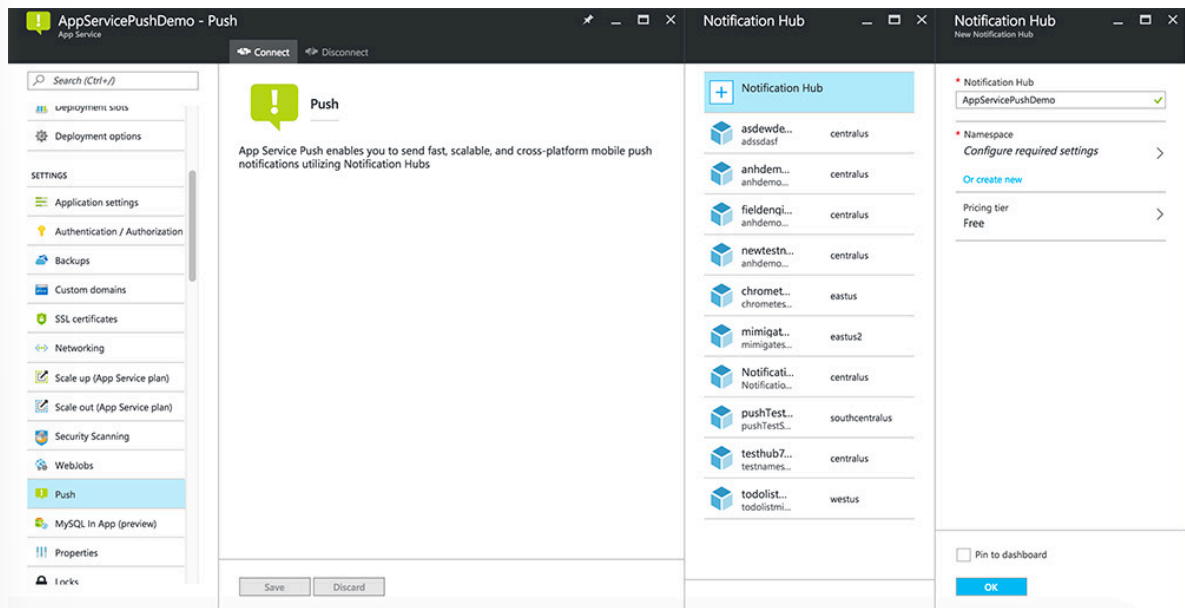 AppServicePushDemo - Push
App Service
Connect
Disconnect
Search (Ctrl+/)
Deployment slots
Deployment options
SETTINGS
Application settings
Authentication / Authorization
Backups
Custom domains
SSL certificates
Networking
Scale up (App Service plan)
Scale out (App Service plan)
Security Scanning
WebJobs
Push
MySQL In App (preview)
Properties
Locks
Push
App Service Push enables you to send fast, scalable, and cross-platform mobile push
notifications utilizing Notification Hubs
Save
Discard
Notification Hub
Notification Hub
asdewde... centralus
adssdasf
anhdem... centralus
anhdemo...
fieldenqi... centralus
anhdemo...
newtestn... centralus
anhdemo...
chromet... eastus
chrometes...
mimigat... eastus2
mimigates...
Notificati... centralus
Notificatio...
pushTest... southcentralus
pushTestS...
testhub7... centralus
testnames...
todolist... westus
todolistmi...
Notification Hub
New Notification Hub
* Notification Hub
AppServicePushDemo
* Namespace
Configure required settings
Or create new
Pricing tier
Free
Pin to dashboard
OK